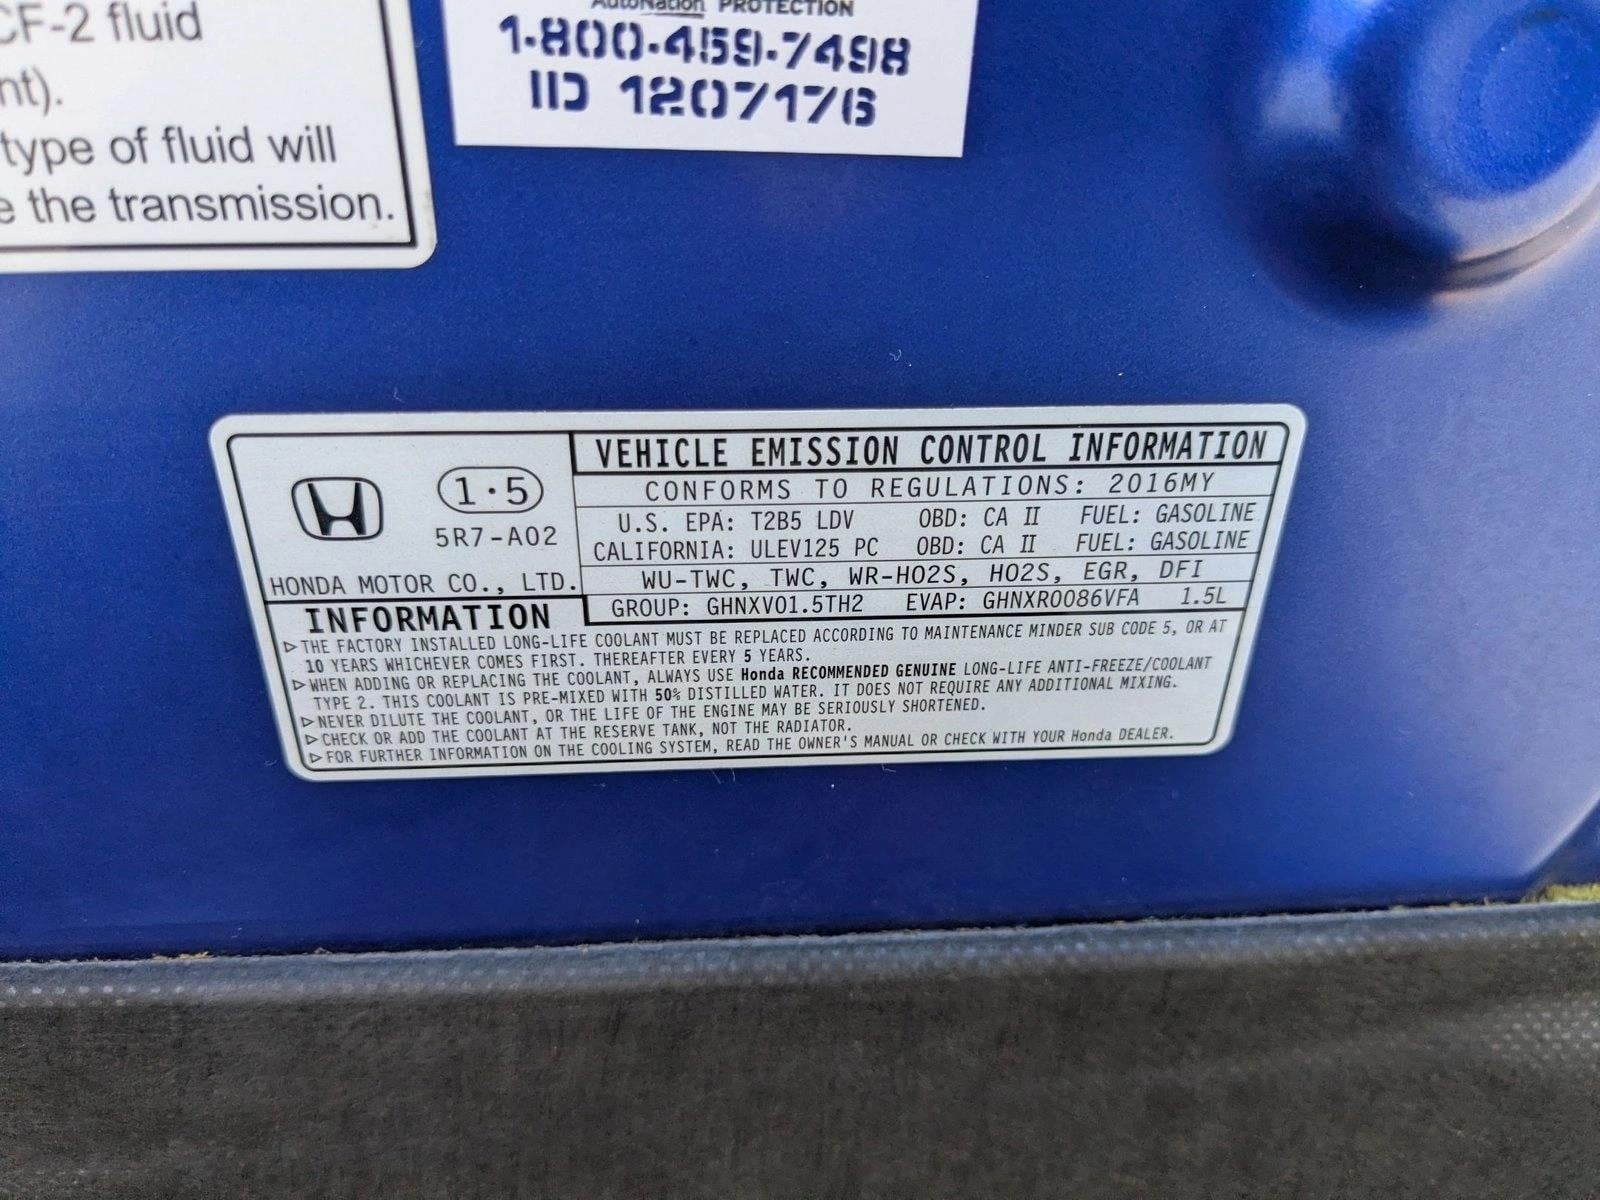 CF-2 fluid
nt).
type of fluid will
e the transmission.
AutoNation PROTECTION
1-800-459-7498
ID 1207176
1.5
5R7-A02
HONDA MOTOR CO., LTD.
VEHICLE EMISSION CONTROL INFORMATION
CONFORMS TO REGULATIONS: 2016MY
U.S. EPA: T2B5 LDV OBD: CA II FUEL: GASOLINE
CALIFORNIA: ULEV125 PC OBD: CA II FUEL: GASOLINE
WU-TWC, TWC, WR-HO2S, HO2S, EGR, DFI
GROUP: GHNXV01.5TH2 EVAP: GHNXR0086VFA 1.5L
INFORMATION
▷THE FACTORY INSTALLED LONG-LIFE COOLANT MUST BE REPLACED ACCORDING TO MAINTENANCE MINDER SUB CODE 5, OR AT
10 YEARS WHICHEVER COMES FIRST. THEREAFTER EVERY 5 YEARS.
▷WHEN ADDING OR REPLACING THE COOLANT, ALWAYS USE Honda RECOMMENDED GENUINE LONG-LIFE ANTI-FREEZE/COOLANT
TYPE 2. THIS COOLANT IS PRE-MIXED WITH 50% DISTILLED WATER. IT DOES NOT REQUIRE ANY ADDITIONAL MIXING.
▷NEVER DILUTE THE COOLANT, OR THE LIFE OF THE ENGINE MAY BE SERIOUSLY SHORTENED.
▷CHECK OR ADD THE COOLANT AT THE RESERVE TANK, NOT THE RADIATOR.
▷FOR FURTHER INFORMATION ON THE COOLING SYSTEM, READ THE OWNER'S MANUAL OR CHECK WITH YOUR Honda DEALER.